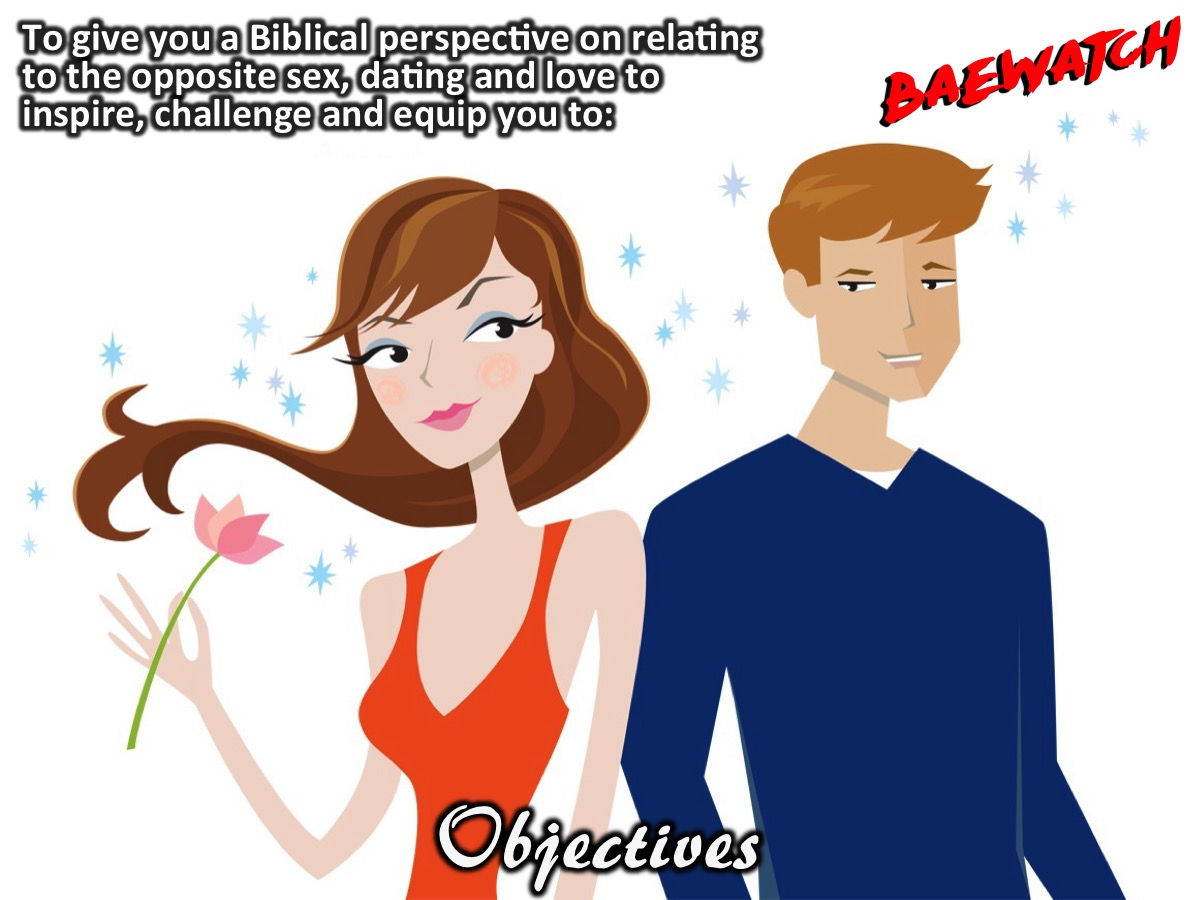 To give you a Biblical perspective on relating
to the opposite sex, dating and love to
inspire, challenge and equip you to:
BAEWATCH
Objectives